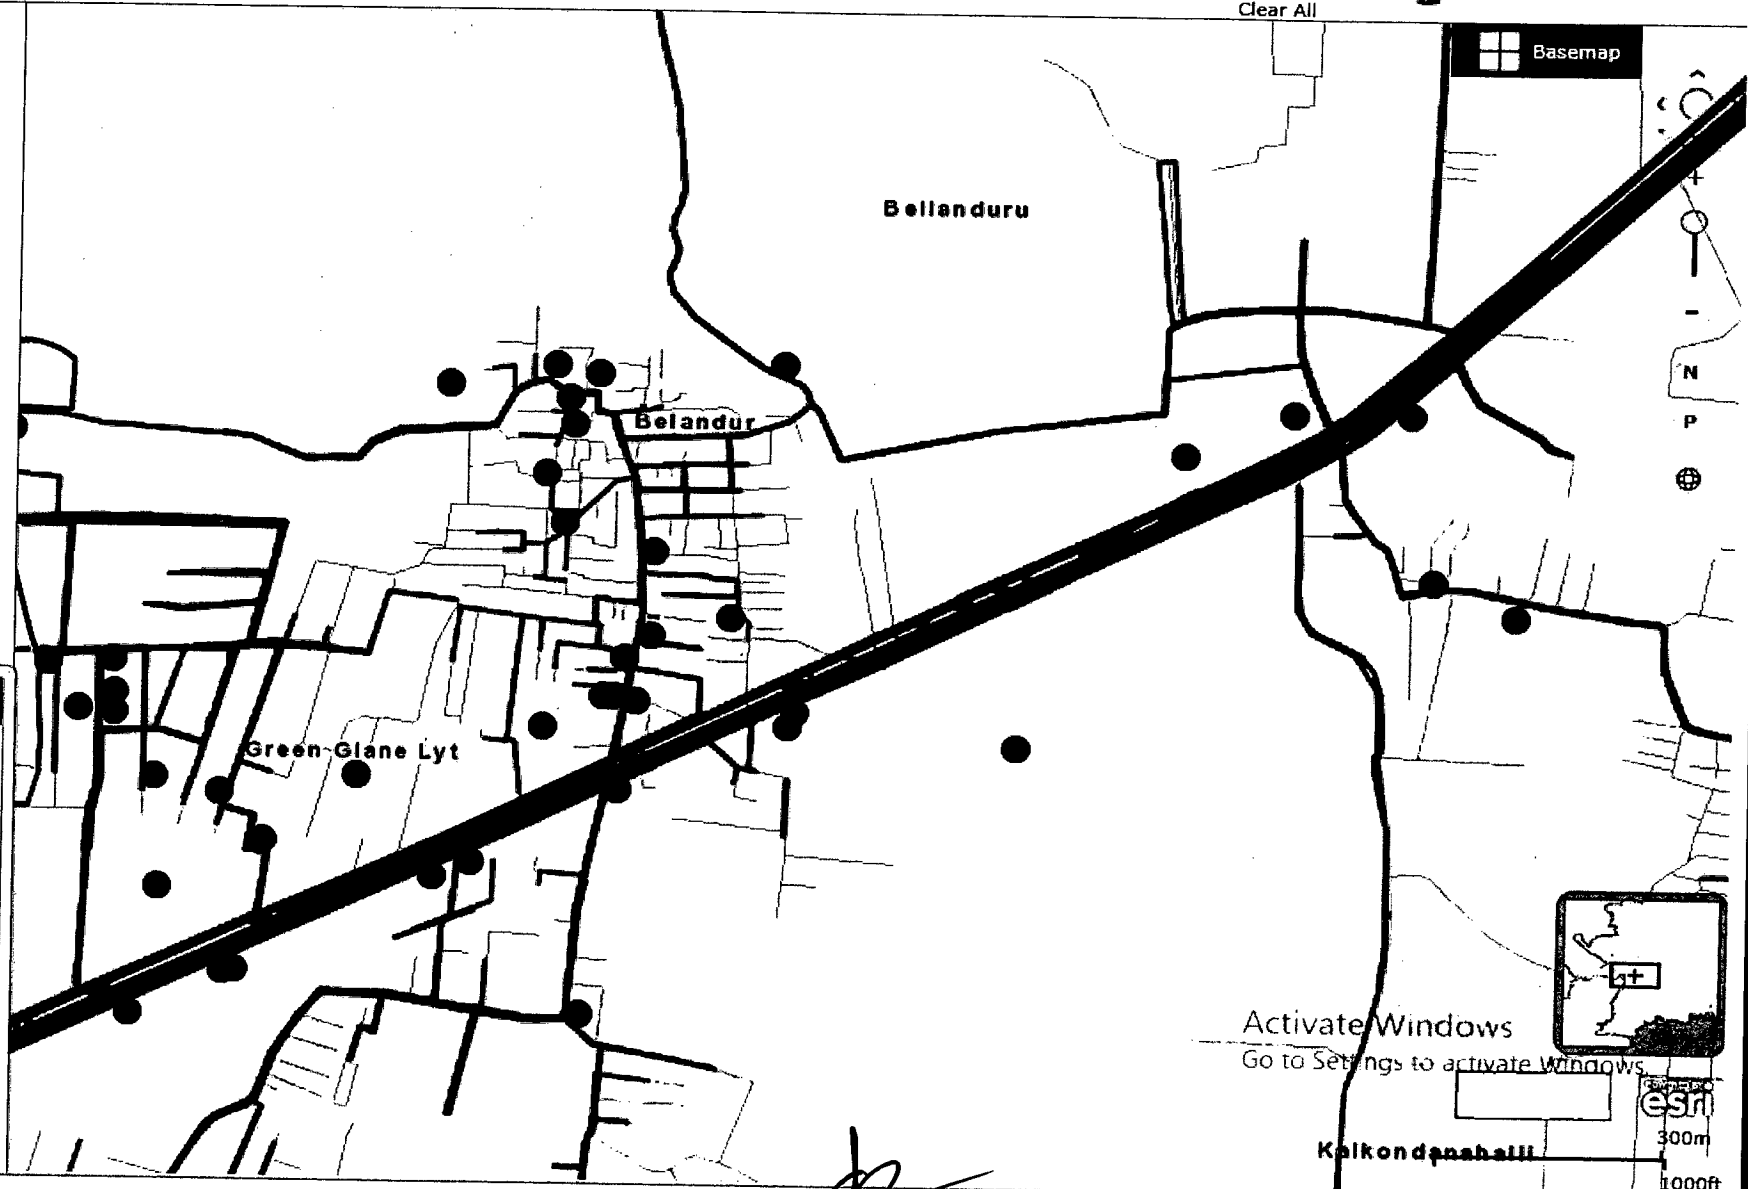 Clear All
Basemap
Bellanduru
N
P
Belandur
Green Glane Lyt
Activate Windows
Go to Settings to activate Windows.
esri
300m
Kalkondanahalli
1000ft